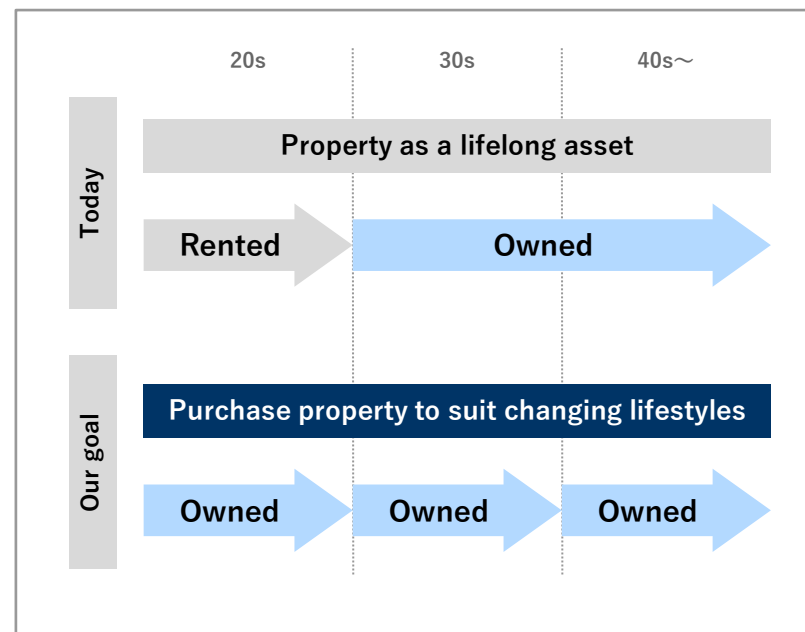 20s
30s
40s～
Today
Property as a lifelong asset
Rented
Owned
Our goal
Purchase property to suit changing lifestyles
Owned
Owned
Owned